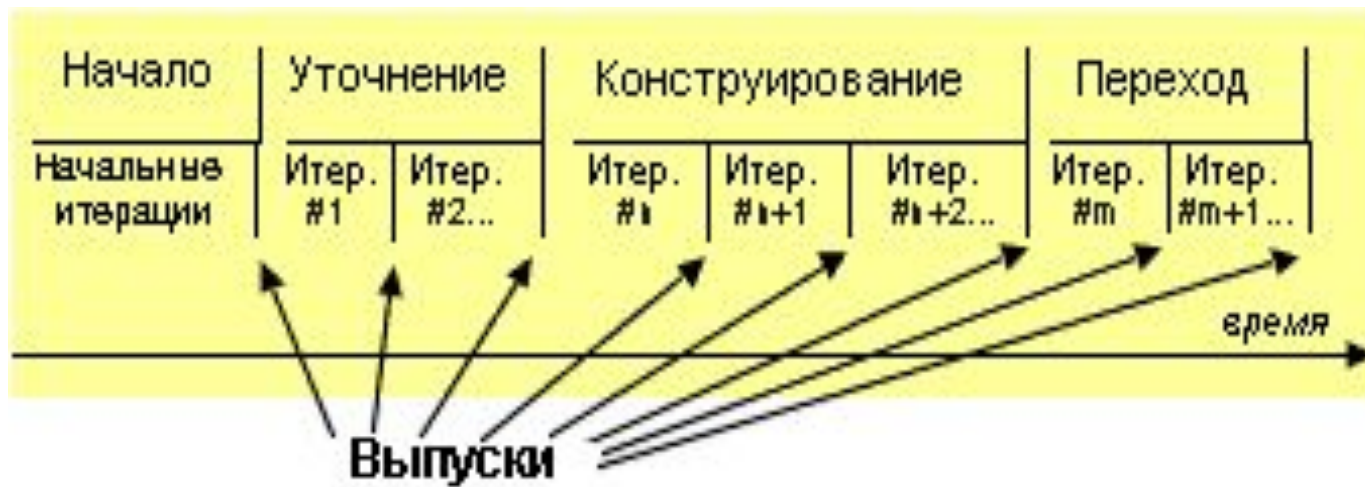 Начало Уточнение Конструирование Переход
Начальные Итер. Итер. Итер. Итер. Итер. Итер. Итер.
итерации #1 #2... #n #n+1 #n+2... #m #m+1...
время
Выпуски